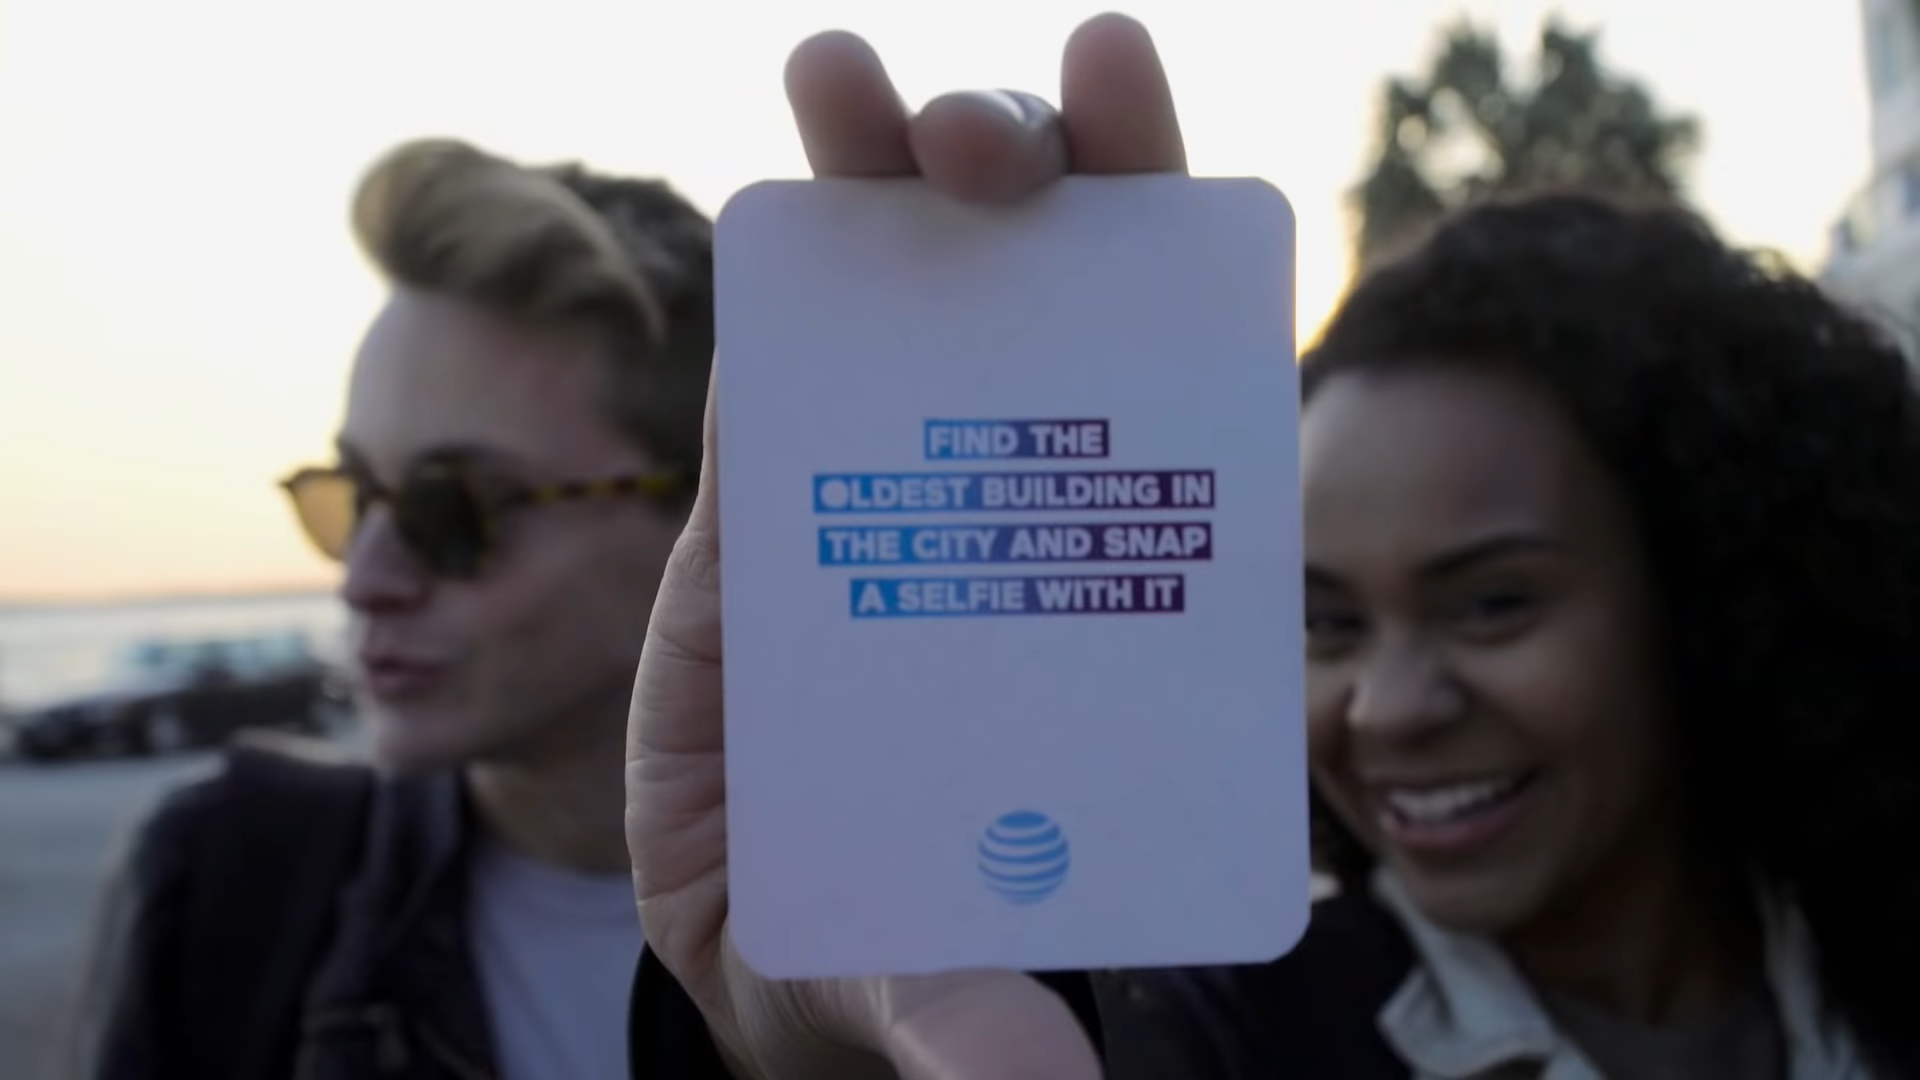 FIND THE
OLDEST BUILDING IN
THE CITY AND SNAP
A SELFIE WITH IT